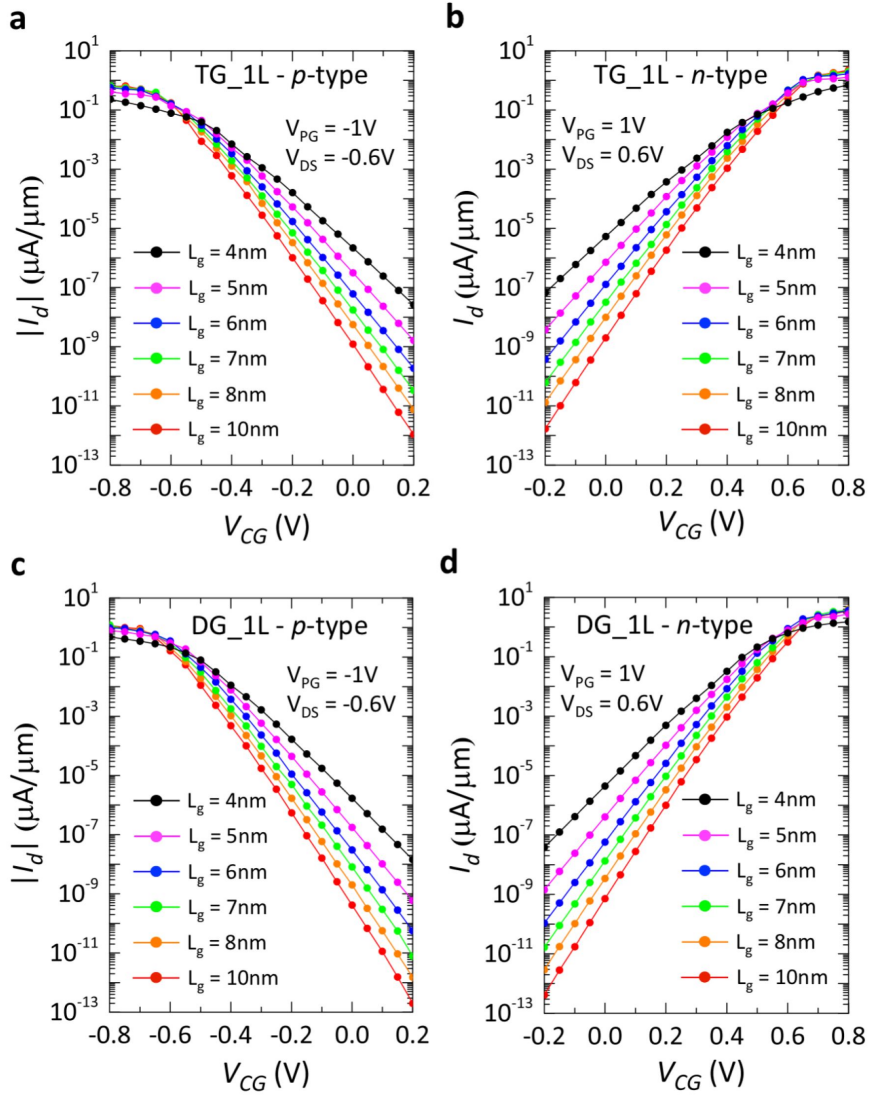 a
TG_1L - p-type
V_PG = -1V
V_DS = -0.6V
L_g = 4nm
L_g = 5nm
L_g = 6nm
L_g = 7nm
L_g = 8nm
L_g = 10nm
|I_d| (μA/μm)
10^1
10^-1
10^-3
10^-5
10^-7
10^-9
10^-11
10^-13
-0.8 -0.6 -0.4 -0.2 0.0 0.2
V_CG (V)
b
TG_1L - n-type
V_PG = 1V
V_DS = 0.6V
L_g = 4nm
L_g = 5nm
L_g = 6nm
L_g = 7nm
L_g = 8nm
L_g = 10nm
I_d (μA/μm)
10^1
10^-1
10^-3
10^-5
10^-7
10^-9
10^-11
10^-13
-0.2 0.0 0.2 0.4 0.6 0.8
V_CG (V)
c
DG_1L - p-type
V_PG = -1V
V_DS = -0.6V
L_g = 4nm
L_g = 5nm
L_g = 6nm
L_g = 7nm
L_g = 8nm
L_g = 10nm
|I_d| (μA/μm)
10^1
10^-1
10^-3
10^-5
10^-7
10^-9
10^-11
10^-13
-0.8 -0.6 -0.4 -0.2 0.0 0.2
V_CG (V)
d
DG_1L - n-type
V_PG = 1V
V_DS = 0.6V
L_g = 4nm
L_g = 5nm
L_g = 6nm
L_g = 7nm
L_g = 8nm
L_g = 10nm
I_d (μA/μm)
10^1
10^-1
10^-3
10^-5
10^-7
10^-9
10^-11
10^-13
-0.2 0.0 0.2 0.4 0.6 0.8
V_CG (V)